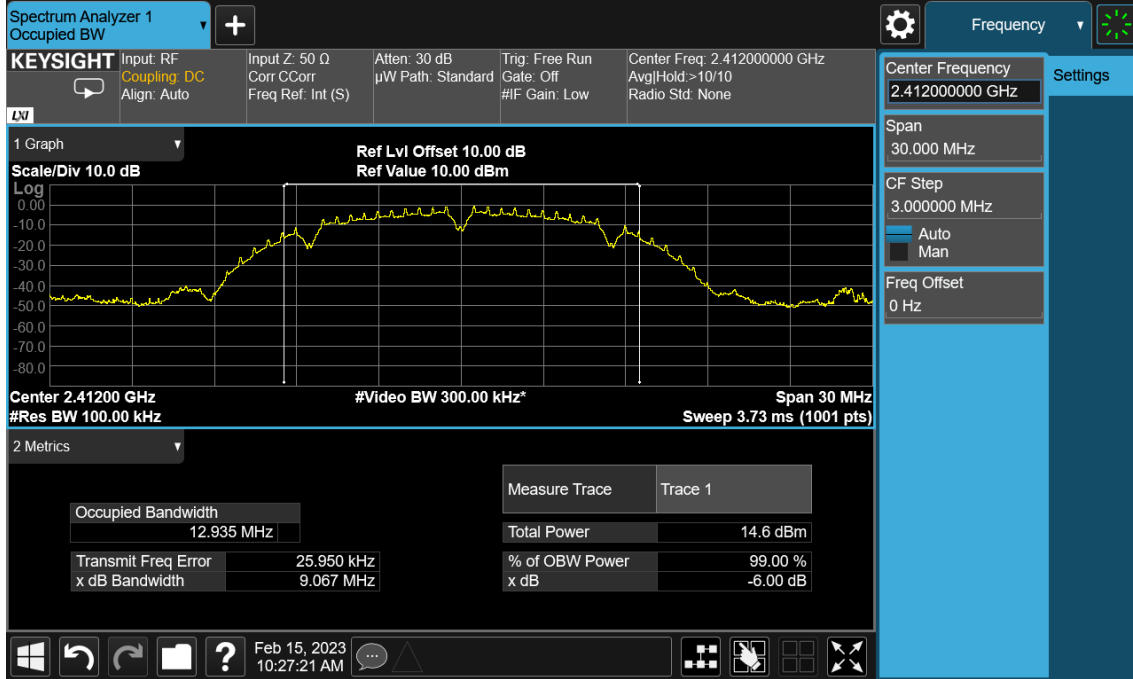 Spectrum Analyzer 1
Occupied BW
Frequency
KEYSIGHT
LXI
Input: RF
Coupling: DC
Align: Auto
Input Z: 50 Ω
Corr CCorr
Freq Ref: Int (S)
Atten: 30 dB
µW Path: Standard
Trig: Free Run
Gate: Off
#IF Gain: Low
Center Freq: 2.412000000 GHz
Avg|Hold:>10/10
Radio Std: None
1 Graph
Scale/Div 10.0 dB
Ref Lvl Offset 10.00 dB
Ref Value 10.00 dBm
Log
0.00
-10.0
-20.0
-30.0
-40.0
-50.0
-60.0
-70.0
-80.0
Center 2.41200 GHz
#Video BW 300.00 kHz*
Span 30 MHz
#Res BW 100.00 kHz
Sweep 3.73 ms (1001 pts)
2 Metrics
Measure Trace Trace 1
Occupied Bandwidth
12.935 MHz
Total Power 14.6 dBm
Transmit Freq Error 25.950 kHz
% of OBW Power 99.00 %
x dB Bandwidth 9.067 MHz
x dB -6.00 dB
?
Feb 15, 2023
10:27:21 AM
Center Frequency
2.412000000 GHz
Settings
Span
30.000 MHz
CF Step
3.000000 MHz
Auto
Man
Freq Offset
0 Hz